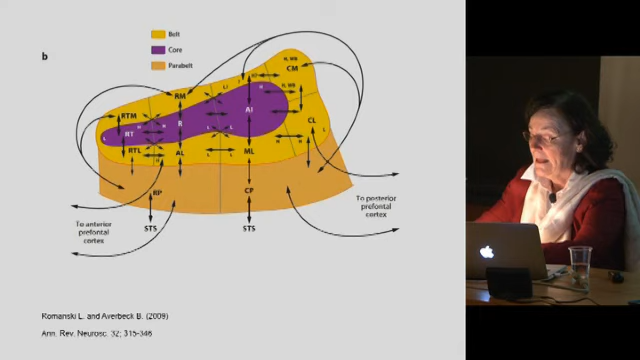 b
Belt
Core
Parabelt
CM
RM
RTM
AI
R
RT
CL
RTL
AL
ML
RP
CP
To posterior
prefontal
cortex
To anterior
prefontal
cortex
STS
STS
Romanski L. and Averbeck B. (2009)
Ann. Rev. Neurosc. 32; 315-346